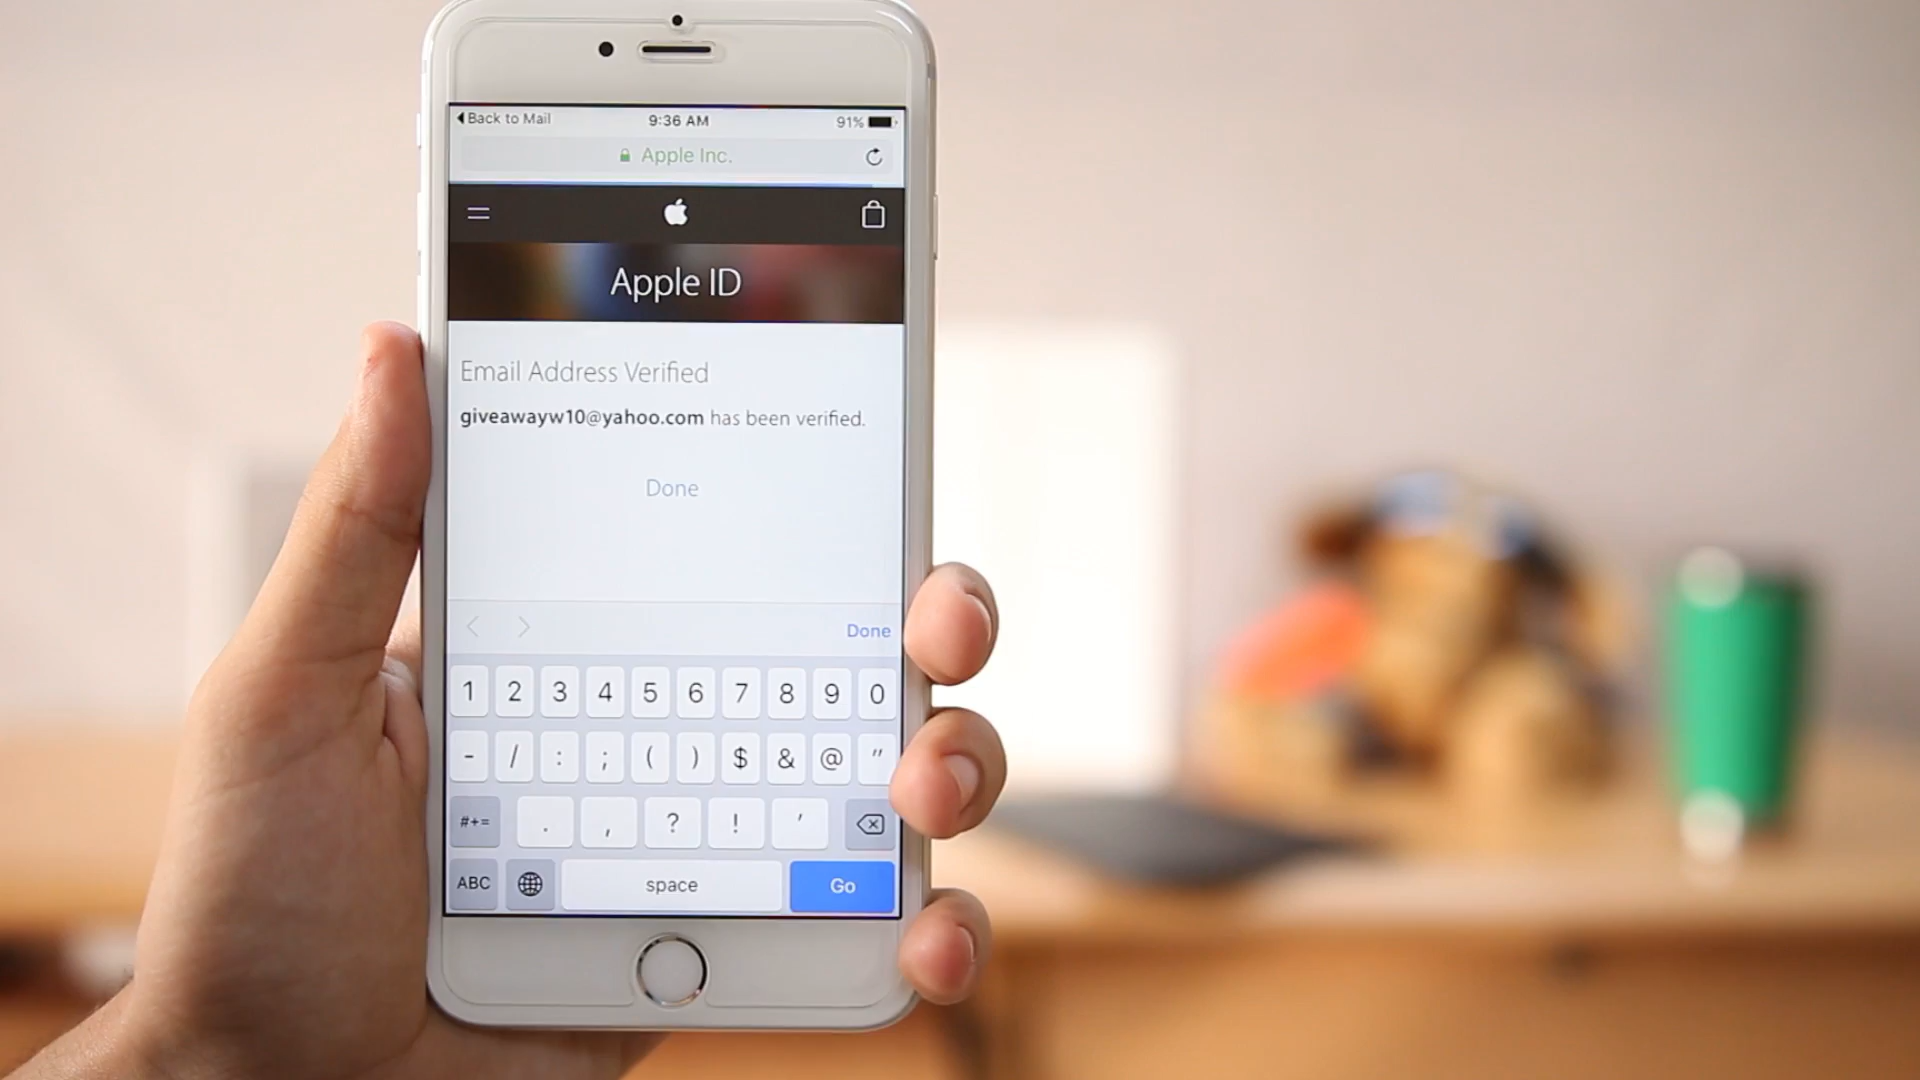 Back to Mail 9:36 AM 91%
Apple Inc.
Apple ID
Email Address Verified
giveawayw10@yahoo.com has been verified.
Done
Done
1 2 3 4 5 6 7 8 9 0
- / : ; ( ) $ & @ "
#+= . , ? ! '
ABC space Go